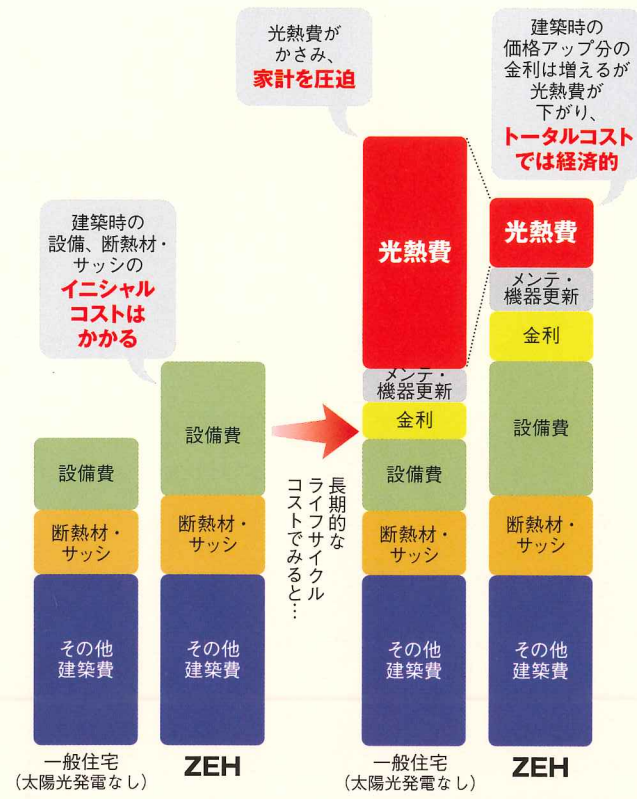 光熱費が
かさみ、
家計を圧迫
建築時の
価格アップ分の
金利は増えるが
光熱費が
下がり、
トータルコスト
では経済的
建築時の
設備、断熱材・
サッシの
イニシャル
コストは
かかる
設備費
断熱材・
サッシ
その他
建築費
一般住宅
(太陽光発電なし)
設備費
断熱材・
サッシ
その他
建築費
ZEH
長期的な
ライフサイクル
コストでみると…
光熱費
メンテ・
機器更新
金利
設備費
断熱材・
サッシ
その他
建築費
一般住宅
(太陽光発電なし)
光熱費
メンテ・
機器更新
金利
設備費
断熱材・
サッシ
その他
建築費
ZEH